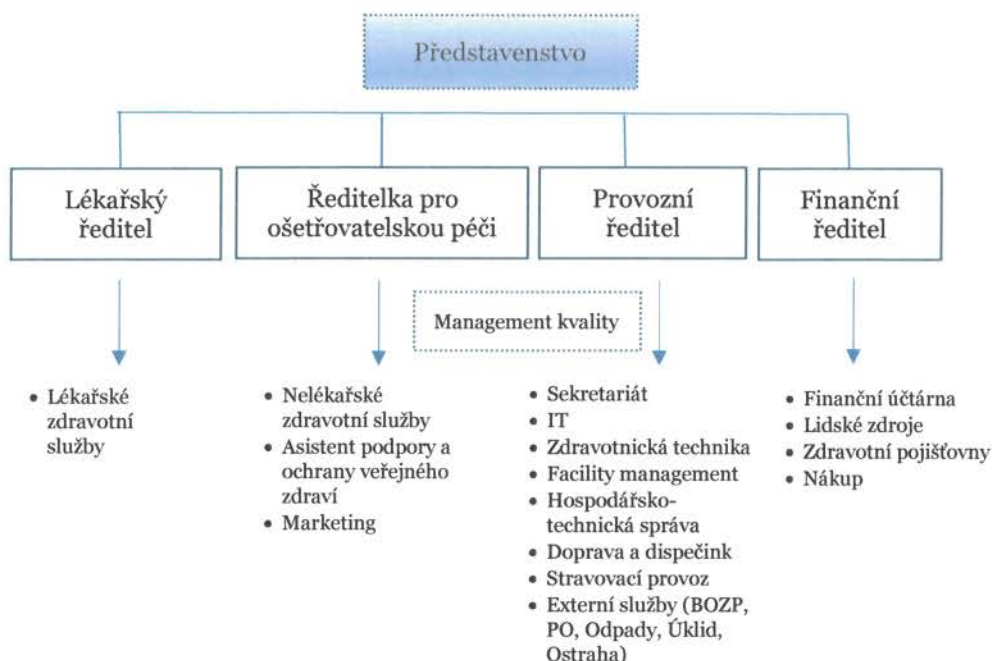 Představenstvo
Lékařský
ředitel
Ředitelka pro
ošetřovatelskou péči
Provozní
ředitel
Finanční
ředitel
Management kvality
• Lékařské
zdravotní
služby
• Nelékařské
zdravotní služby
• Asistent podpory a
ochrany veřejného
zdraví
• Marketing
• Sekretariát
• IT
• Zdravotnická technika
• Facility management
• Hospodářsko-
technická správa
• Doprava a dispečink
• Stravovací provoz
• Externí služby (BOZP,
PO, Odpady, Úklid,
Ostraha)
• Finanční účtárna
• Lidské zdroje
• Zdravotní pojišťovny
• Nákup